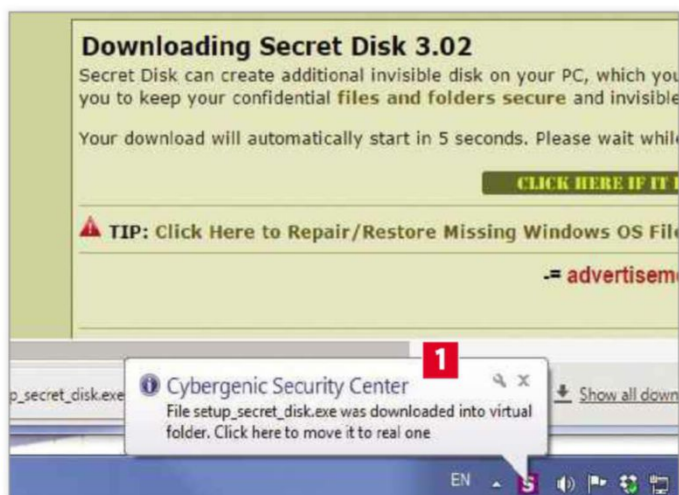 Downloading Secret Disk 3.02
Secret Disk can create additional invisible disk on your PC, which you
you to keep your confidential files and folders secure and invisible
Your download will automatically start in 5 seconds. Please wait while
CLICK HERE IF IT
TIP: Click Here to Repair/Restore Missing Windows OS File
-= advertisem
1
p_secret_disk.exe
Cybergenic Security Center
File setup_secret_disk.exe was downloaded into virtual
folder. Click here to move it to real one
Show all down
EN
S